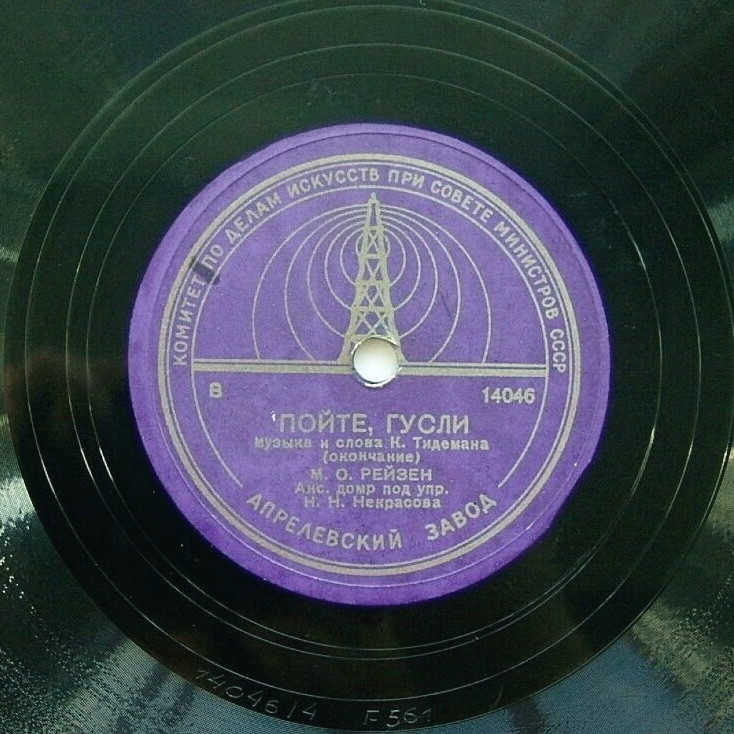 КОМИТЕТ ПО ДЕЛАМ ИСКУССТВ ПРИ СОВЕТЕ МИНИСТРОВ СССР
В 14046
ПОЙТЕ, ГУСЛИ
музыка и слова К. Тидемана
(окончание)
М. О. РЕЙЗЕН
Анс. домр под упр.
Н. Н. Некрасова
АПРЕЛЕВСКИЙ ЗАВОД
14046/4 F561